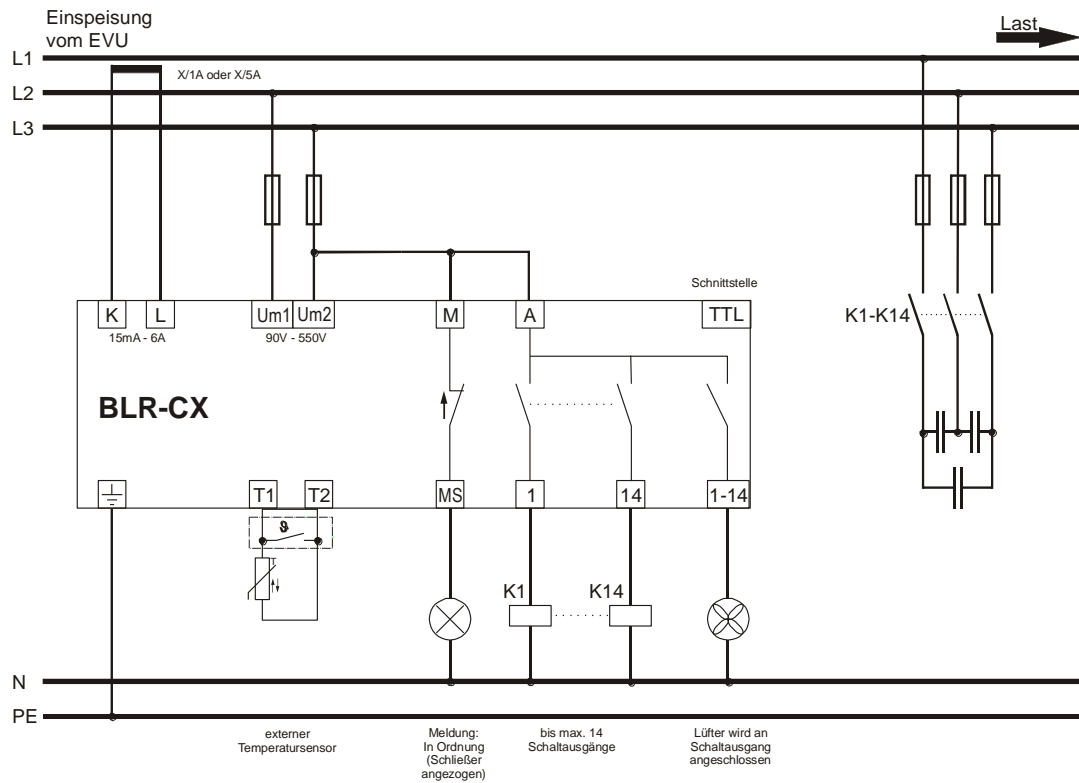 Einspeisung
vom EVU
Last
L1
X/1A oder X/5A
L2
L3
Schnittstelle
K L Um1 Um2 M A TTL
K1-K14
15mA - 6A 90V - 550V
BLR-CX
T1 T2 MS 1 14 1-14
ϑ
T
K1 K14
N
PE
externer
Temperatursensor
Meldung:
In Ordnung
(Schließer
angezogen)
bis max. 14
Schaltausgänge
Lüfter wird an
Schaltausgang
angeschlossen